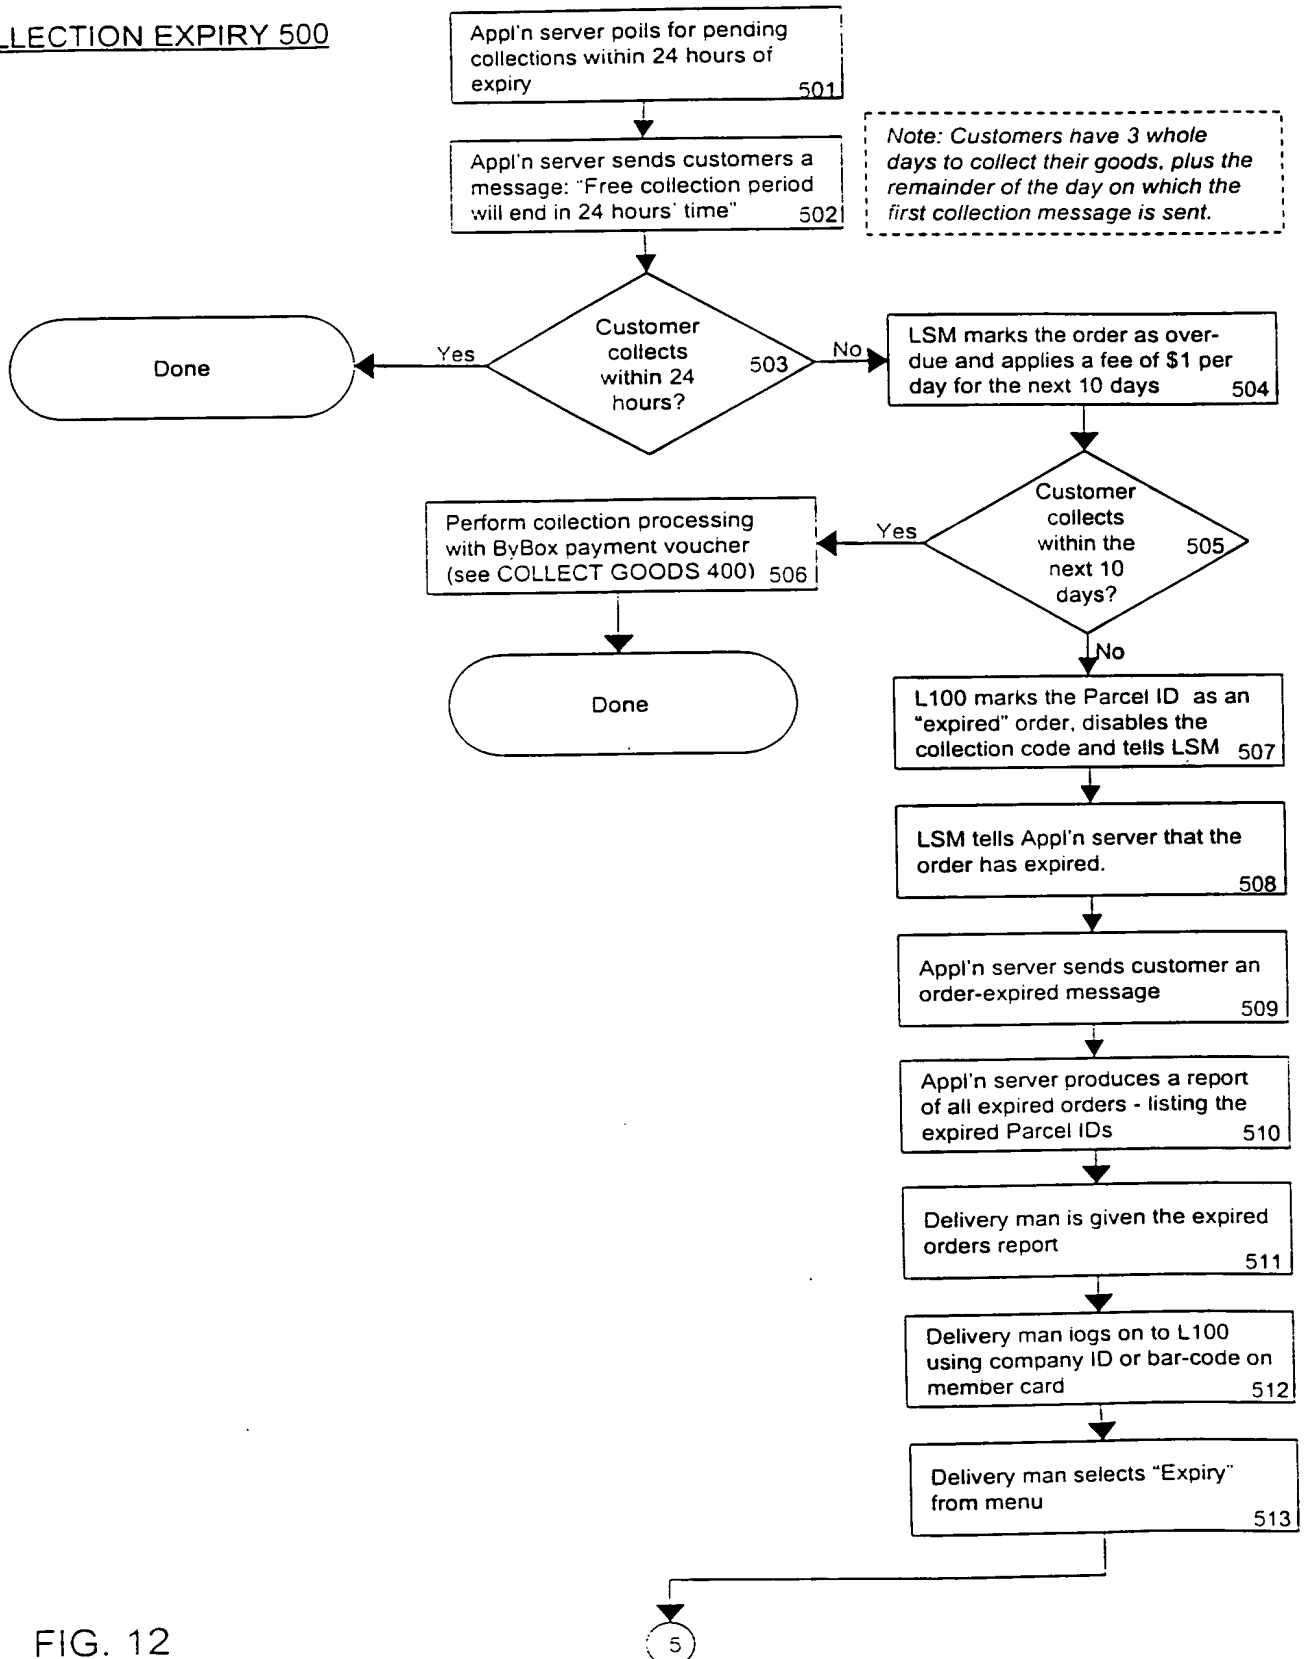 LLECTION EXPIRY 500
Appl'n server polls for pending
collections within 24 hours of
expiry
501
Appl'n server sends customers a
message: "Free collection period
will end in 24 hours' time"
502
Note: Customers have 3 whole
days to collect their goods, plus the
remainder of the day on which the
first collection message is sent.
Customer
collects
within 24
hours?
503
Yes
Done
No
LSM marks the order as over-
due and applies a fee of $1 per
day for the next 10 days
504
Customer
collects
within the
next 10
days?
505
Yes
Perform collection processing
with ByBox payment voucher
(see COLLECT GOODS 400)
506
Done
No
L100 marks the Parcel ID as an
"expired" order, disables the
collection code and tells LSM
507
LSM tells Appl'n server that the
order has expired.
508
Appl'n server sends customer an
order-expired message
509
Appl'n server produces a report
of all expired orders - listing the
expired Parcel IDs
510
Delivery man is given the expired
orders report
511
Delivery man logs on to L100
using company ID or bar-code on
member card
512
Delivery man selects "Expiry"
from menu
513
5
FIG. 12